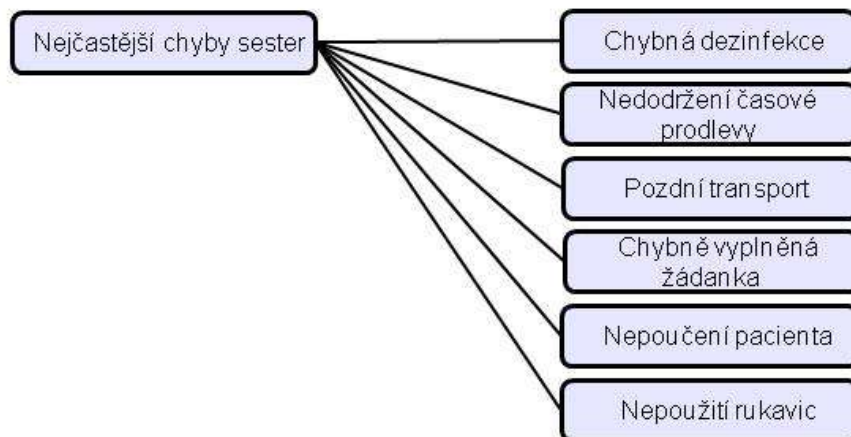 Nejčastější chyby sester
Chybná dezinfekce
Nedodržení časové
prodlevy
Pozdní transport
Chybně vyplněná
žádanka
Nepoučení pacienta
Nepoužití rukavic